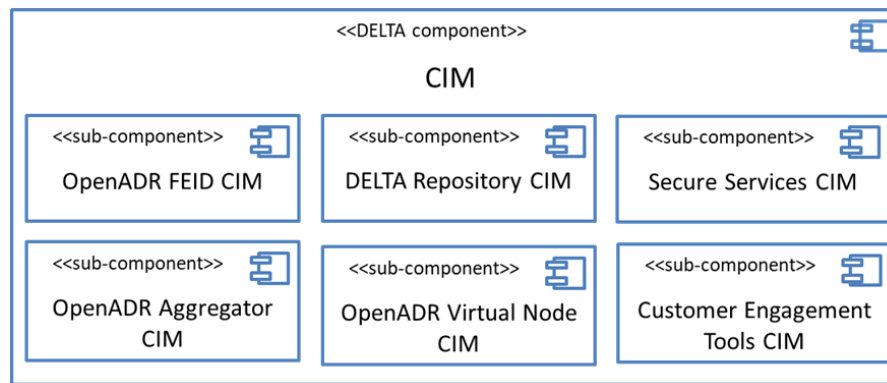 <<DELTA component>>
CIM
<<sub-component>>
OpenADR FEID CIM
<<sub-component>>
DELTA Repository CIM
<<sub-component>>
Secure Services CIM
<<sub-component>>
OpenADR Aggregator
CIM
<<sub-component>>
OpenADR Virtual Node
CIM
<<sub-component>>
Customer Engagement
Tools CIM